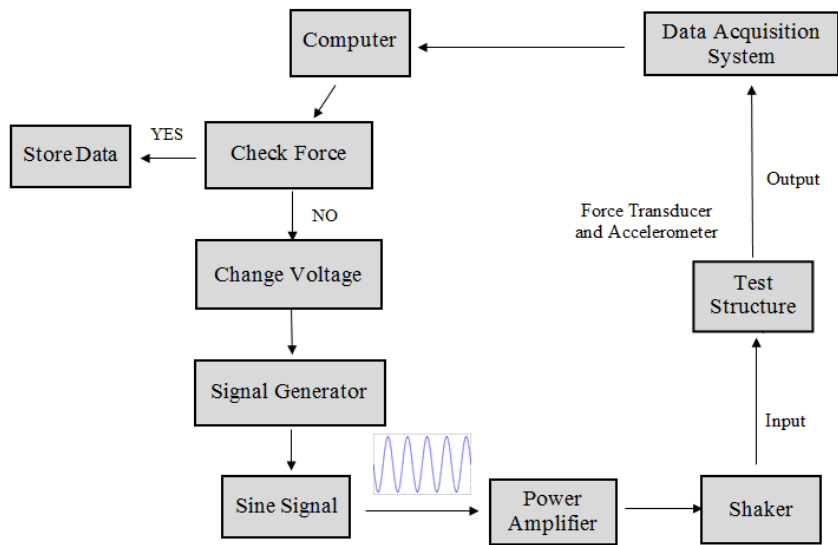 Computer
Data Acquisition
System
YES
Store Data
Check Force
Output
NO
Force Transducer
and Accelerometer
Change Voltage
Test
Structure
Signal Generator
Input
Sine Signal
Power
Amplifier
Shaker